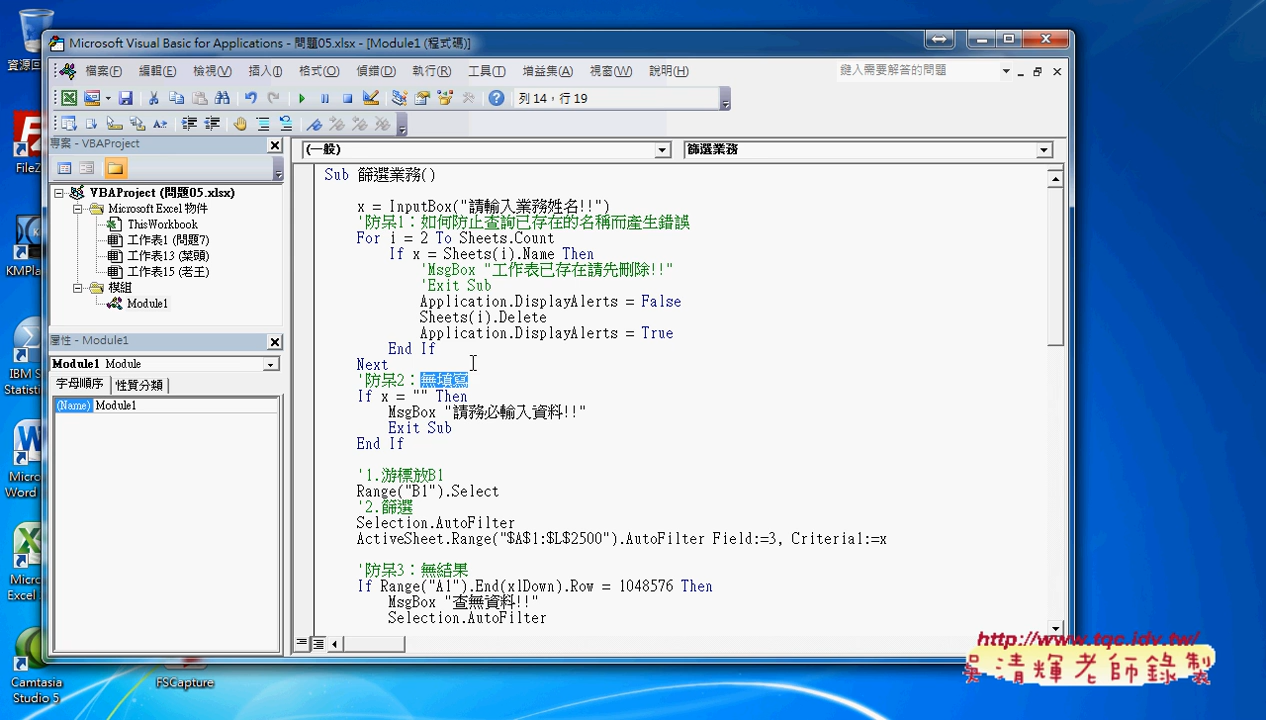 資源回
Microsoft Visual Basic for Applications - 問題05.xlsx - [Module1 (程式碼)]
檔案(F) 編輯(E) 檢視(V) 插入(I) 格式(O) 偵錯(D) 執行(R) 工具(T) 增益集(A) 視窗(W) 說明(H) 鍵入需要解答的問題
列 14，行 19
專案 - VBAProject
(一般) 篩選業務
VBAProject (問題05.xlsx)
Microsoft Excel 物件
ThisWorkbook
工作表1 (問題7)
工作表13 (菜頭)
工作表15 (老王)
模組
Module1
屬性 - Module1
Module1 Module
字母順序 性質分類
(Name) Module1
Sub 篩選業務()
x = InputBox("請輸入業務姓名!!")
'防呆1：如何防止查詢已存在的名稱而產生錯誤
For i = 2 To Sheets.Count
If x = Sheets(i).Name Then
'MsgBox "工作表已存在請先刪除!!"
'Exit Sub
Application.DisplayAlerts = False
Sheets(i).Delete
Application.DisplayAlerts = True
End If
Next
'防呆2：無填寫
If x = "" Then
MsgBox "請務必輸入資料!!"
Exit Sub
End If
'1.游標放B1
Range("B1").Select
'2.篩選
Selection.AutoFilter
ActiveSheet.Range("$A$1:$L$2500").AutoFilter Field:=3, Criteria1:=x
'防呆3：無結果
If Range("A1").End(xlDown).Row = 1048576 Then
MsgBox "查無資料!!"
Selection.AutoFilter
FileZ
KMPla
IBM S
Statisti
Micro
Word
Micro
Excel
Camtasia
Studio 5
FSCapture
http://www.tqc.idv.tw/
吳清輝老師錄製